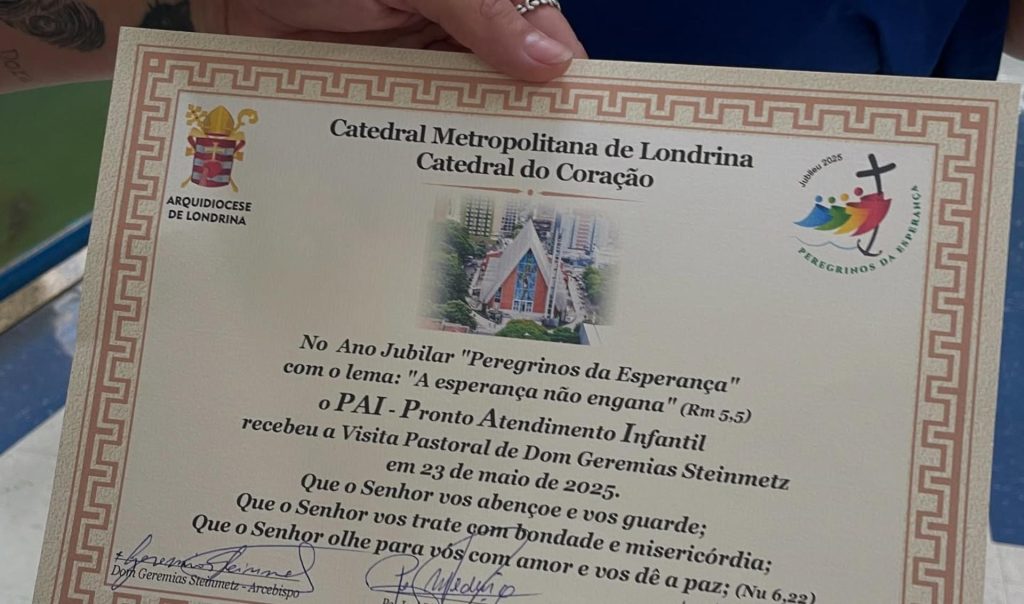 ARQUIDIOCESE
DE LONDRINA
Catedral Metropolitana de Londrina
Catedral do Coração
Jubileu 2025
PEREGRINOS DA ESPERANÇA
No Ano Jubilar "Peregrinos da Esperança"
com o lema: "A esperança não engana" (Rm 5,5)
o PAI - Pronto Atendimento Infantil
recebeu a Visita Pastoral de Dom Geremias Steinmetz
em 23 de maio de 2025.
Que o Senhor vos abençoe e vos guarde;
Que o Senhor vos trate com bondade e misericórdia;
Que o Senhor olhe para vós com amor e vos dê a paz; (Nu 6,22)
+ Geremias Steinmetz
Dom Geremias Steinmetz - Arcebispo